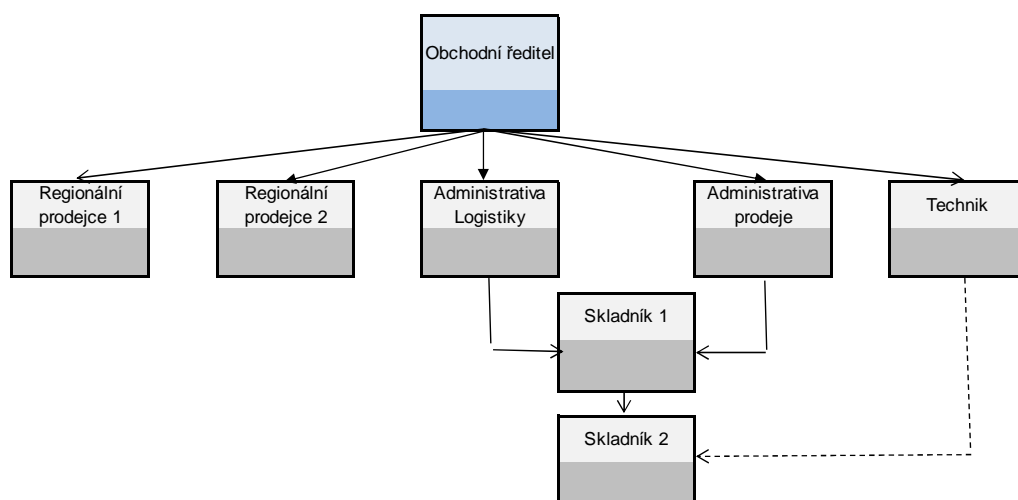 Obchodní ředitel
Regionální
prodejce 1
Regionální
prodejce 2
Administrativa
Logistiky
Administrativa
prodeje
Technik
Skladník 1
Skladník 2